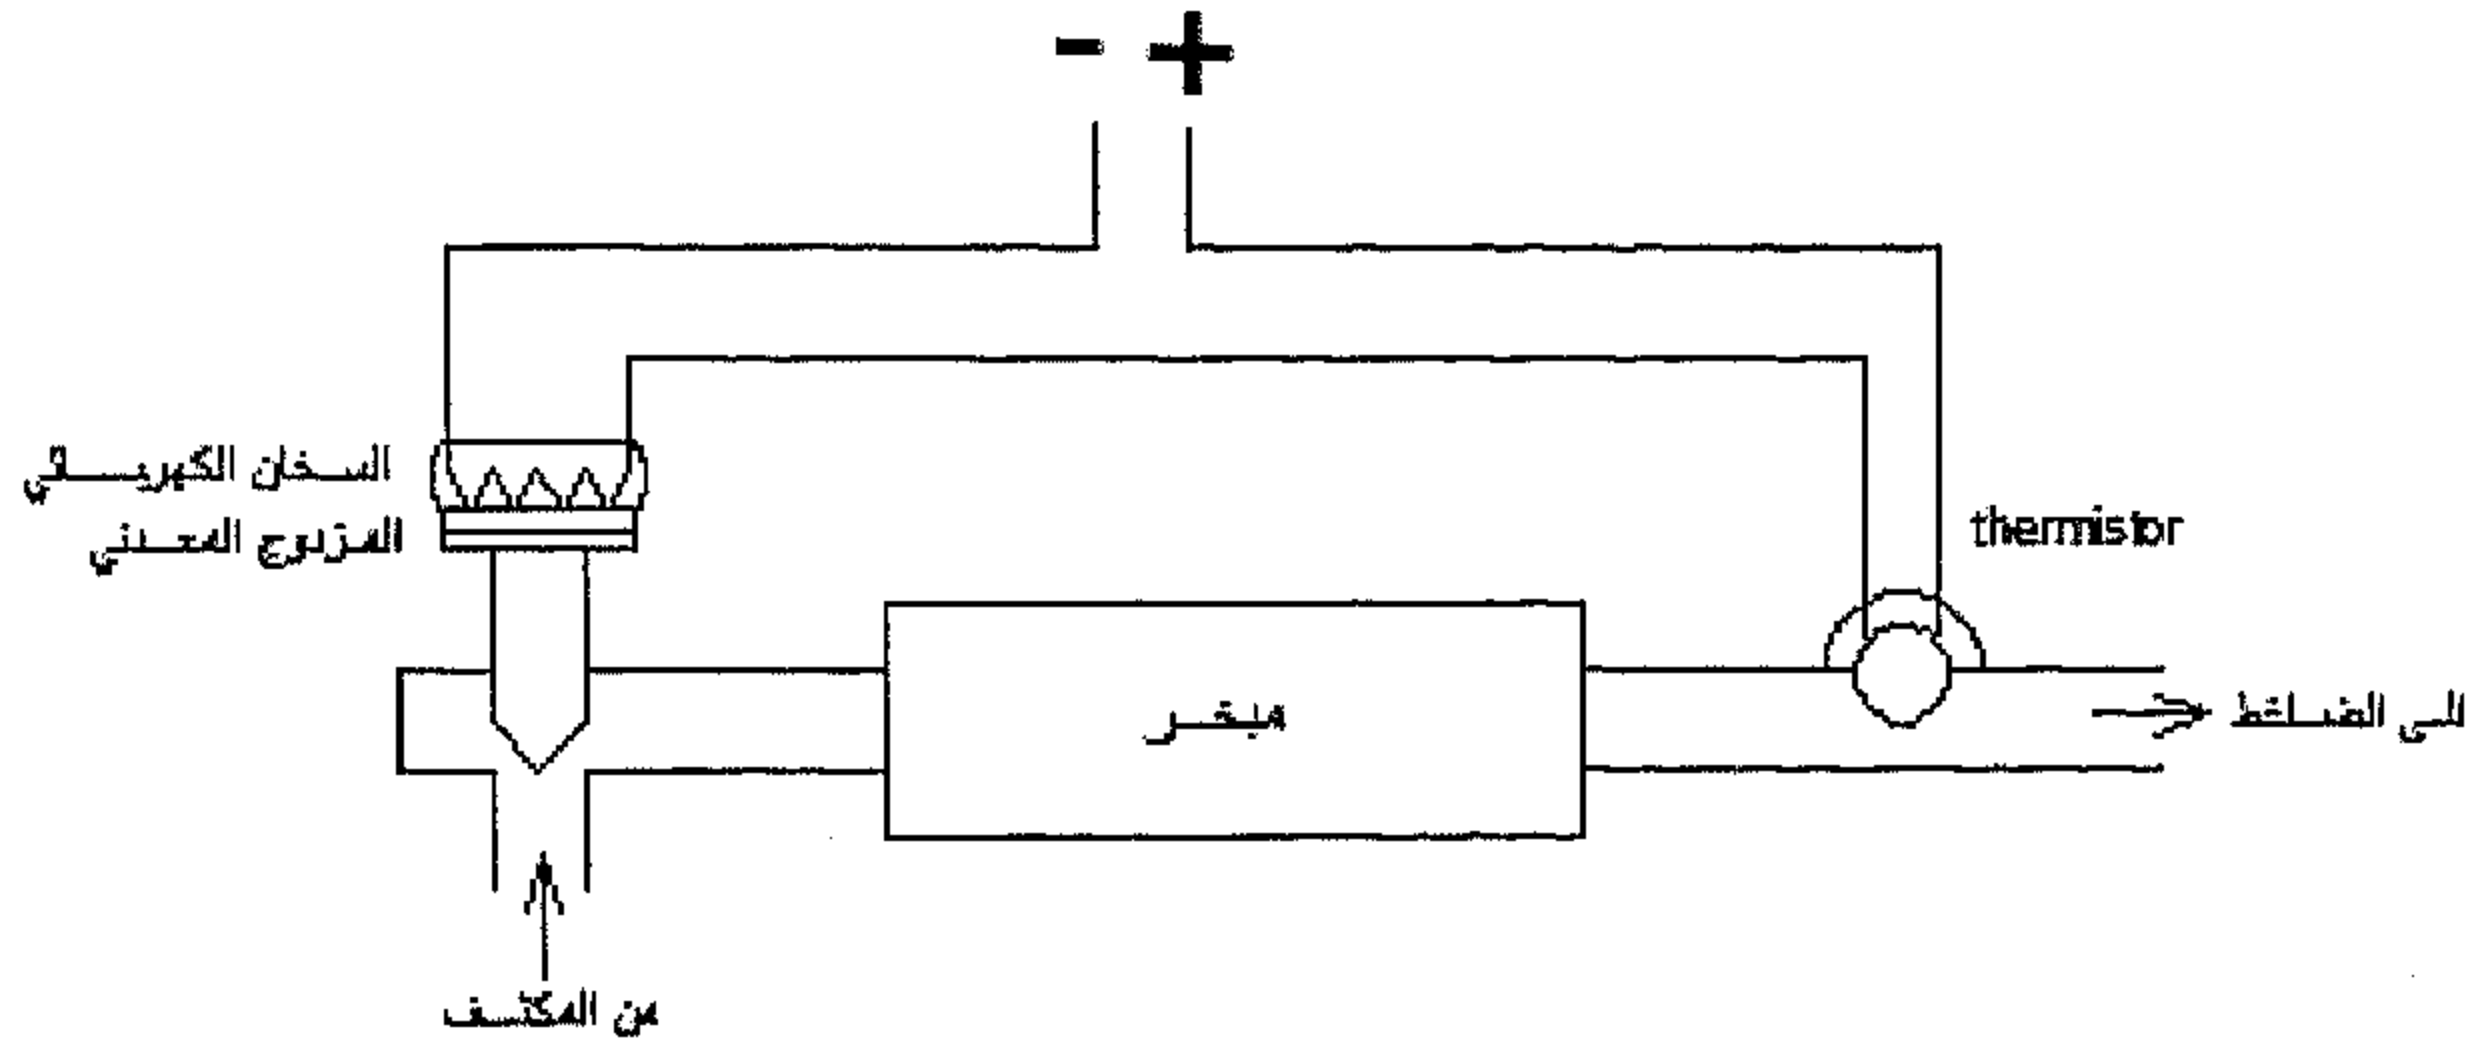 - +
السخان الكهربائي
المزدوج المعدني
thermistor
مبخر
الى الضاغط
من المكثف